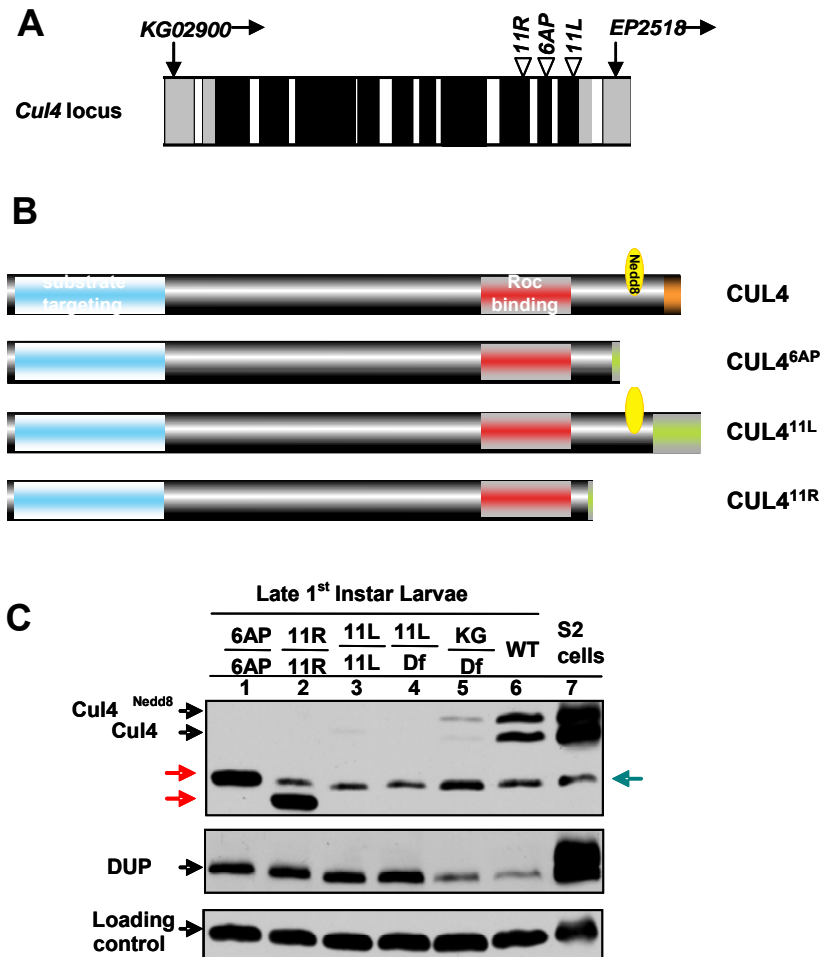 A
KG02900
11R
6AP
11L
EP2518
Cul4 locus
B
substrate targeting
Roc binding
Nedd8
CUL4
CUL4^6AP
CUL4^11L
CUL4^11R
C
Late 1st Instar Larvae
6AP 11R 11L 11L KG
6AP 11R 11L Df Df
WT
S2 cells
1 2 3 4 5 6 7
Cul4 Nedd8
Cul4
DUP
Loading control